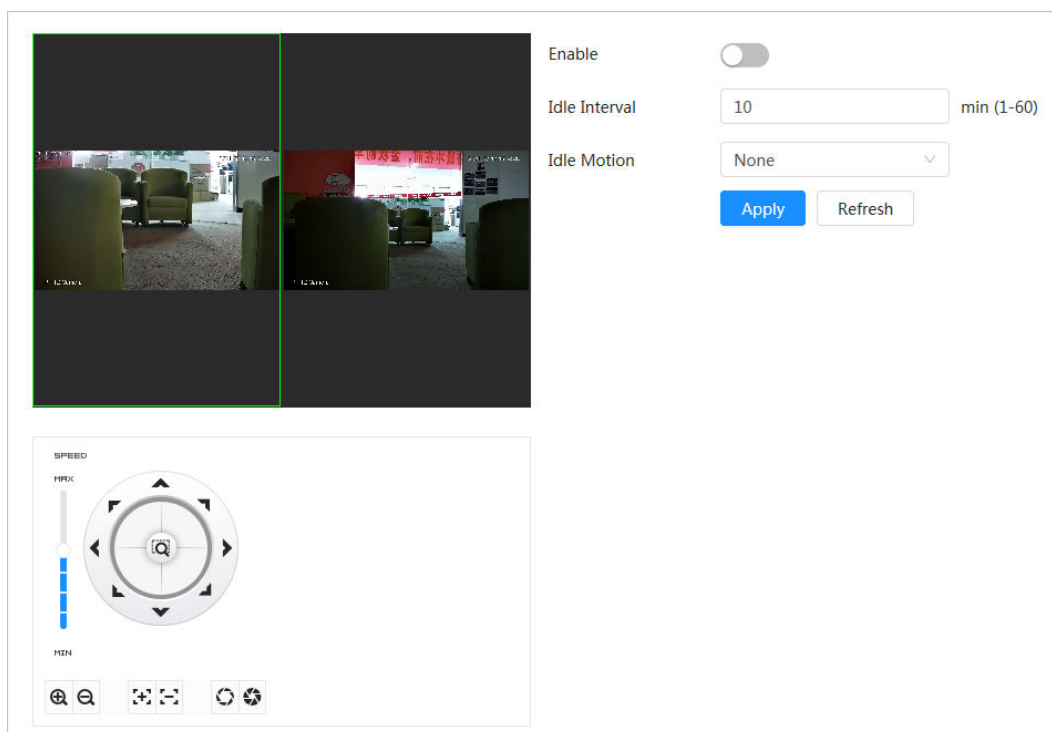 Enable
Idle Interval 10 min (1-60)
Idle Motion None
Apply Refresh
SPEED
MAX
MIN